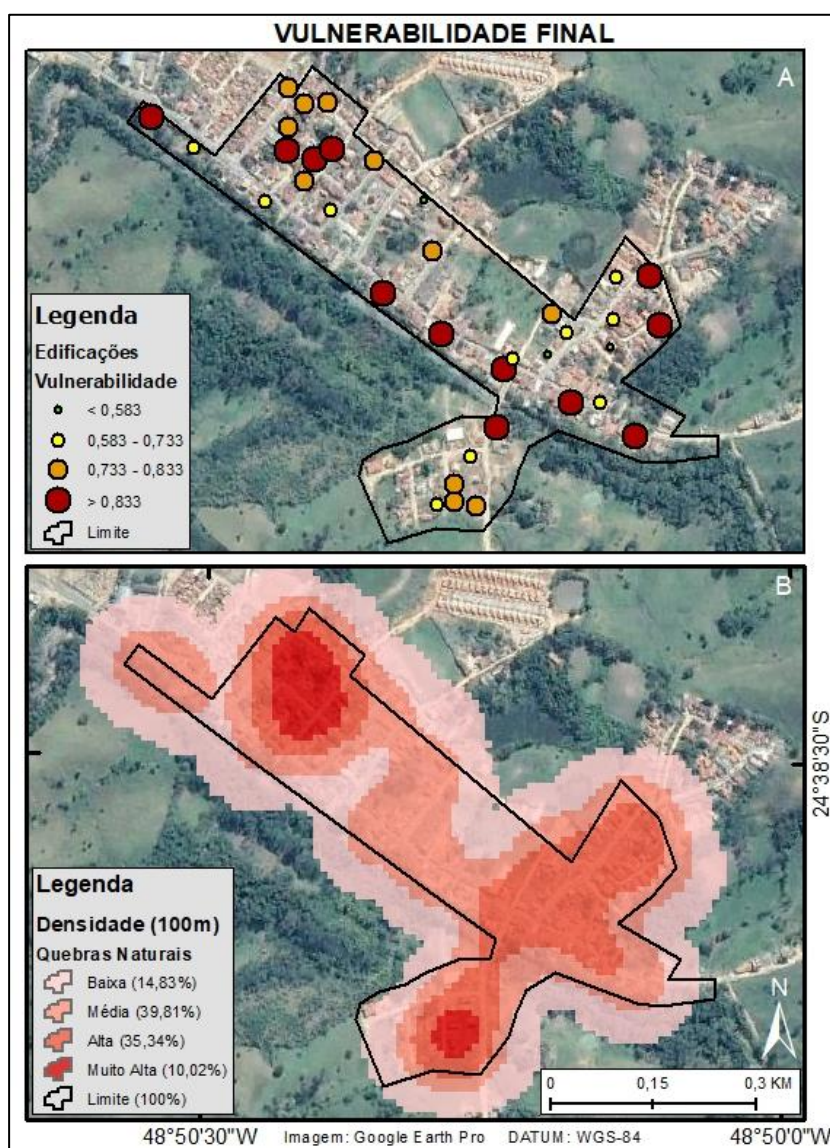 VULNERABILIDADE FINAL
A
Legenda
Edificações
Vulnerabilidade
< 0,583
0,583 - 0,733
0,733 - 0,833
> 0,833
Limite
B
Legenda
Densidade (100m)
Quebras Naturais
Baixa (14,83%)
Média (39,81%)
Alta (35,34%)
Muito Alta (10,02%)
Limite (100%)
24°38'30"S
N
0 0,15 0,3 KM
48°50'30"W Imagem: Google Earth Pro DATUM: WGS-84 48°50'0"W